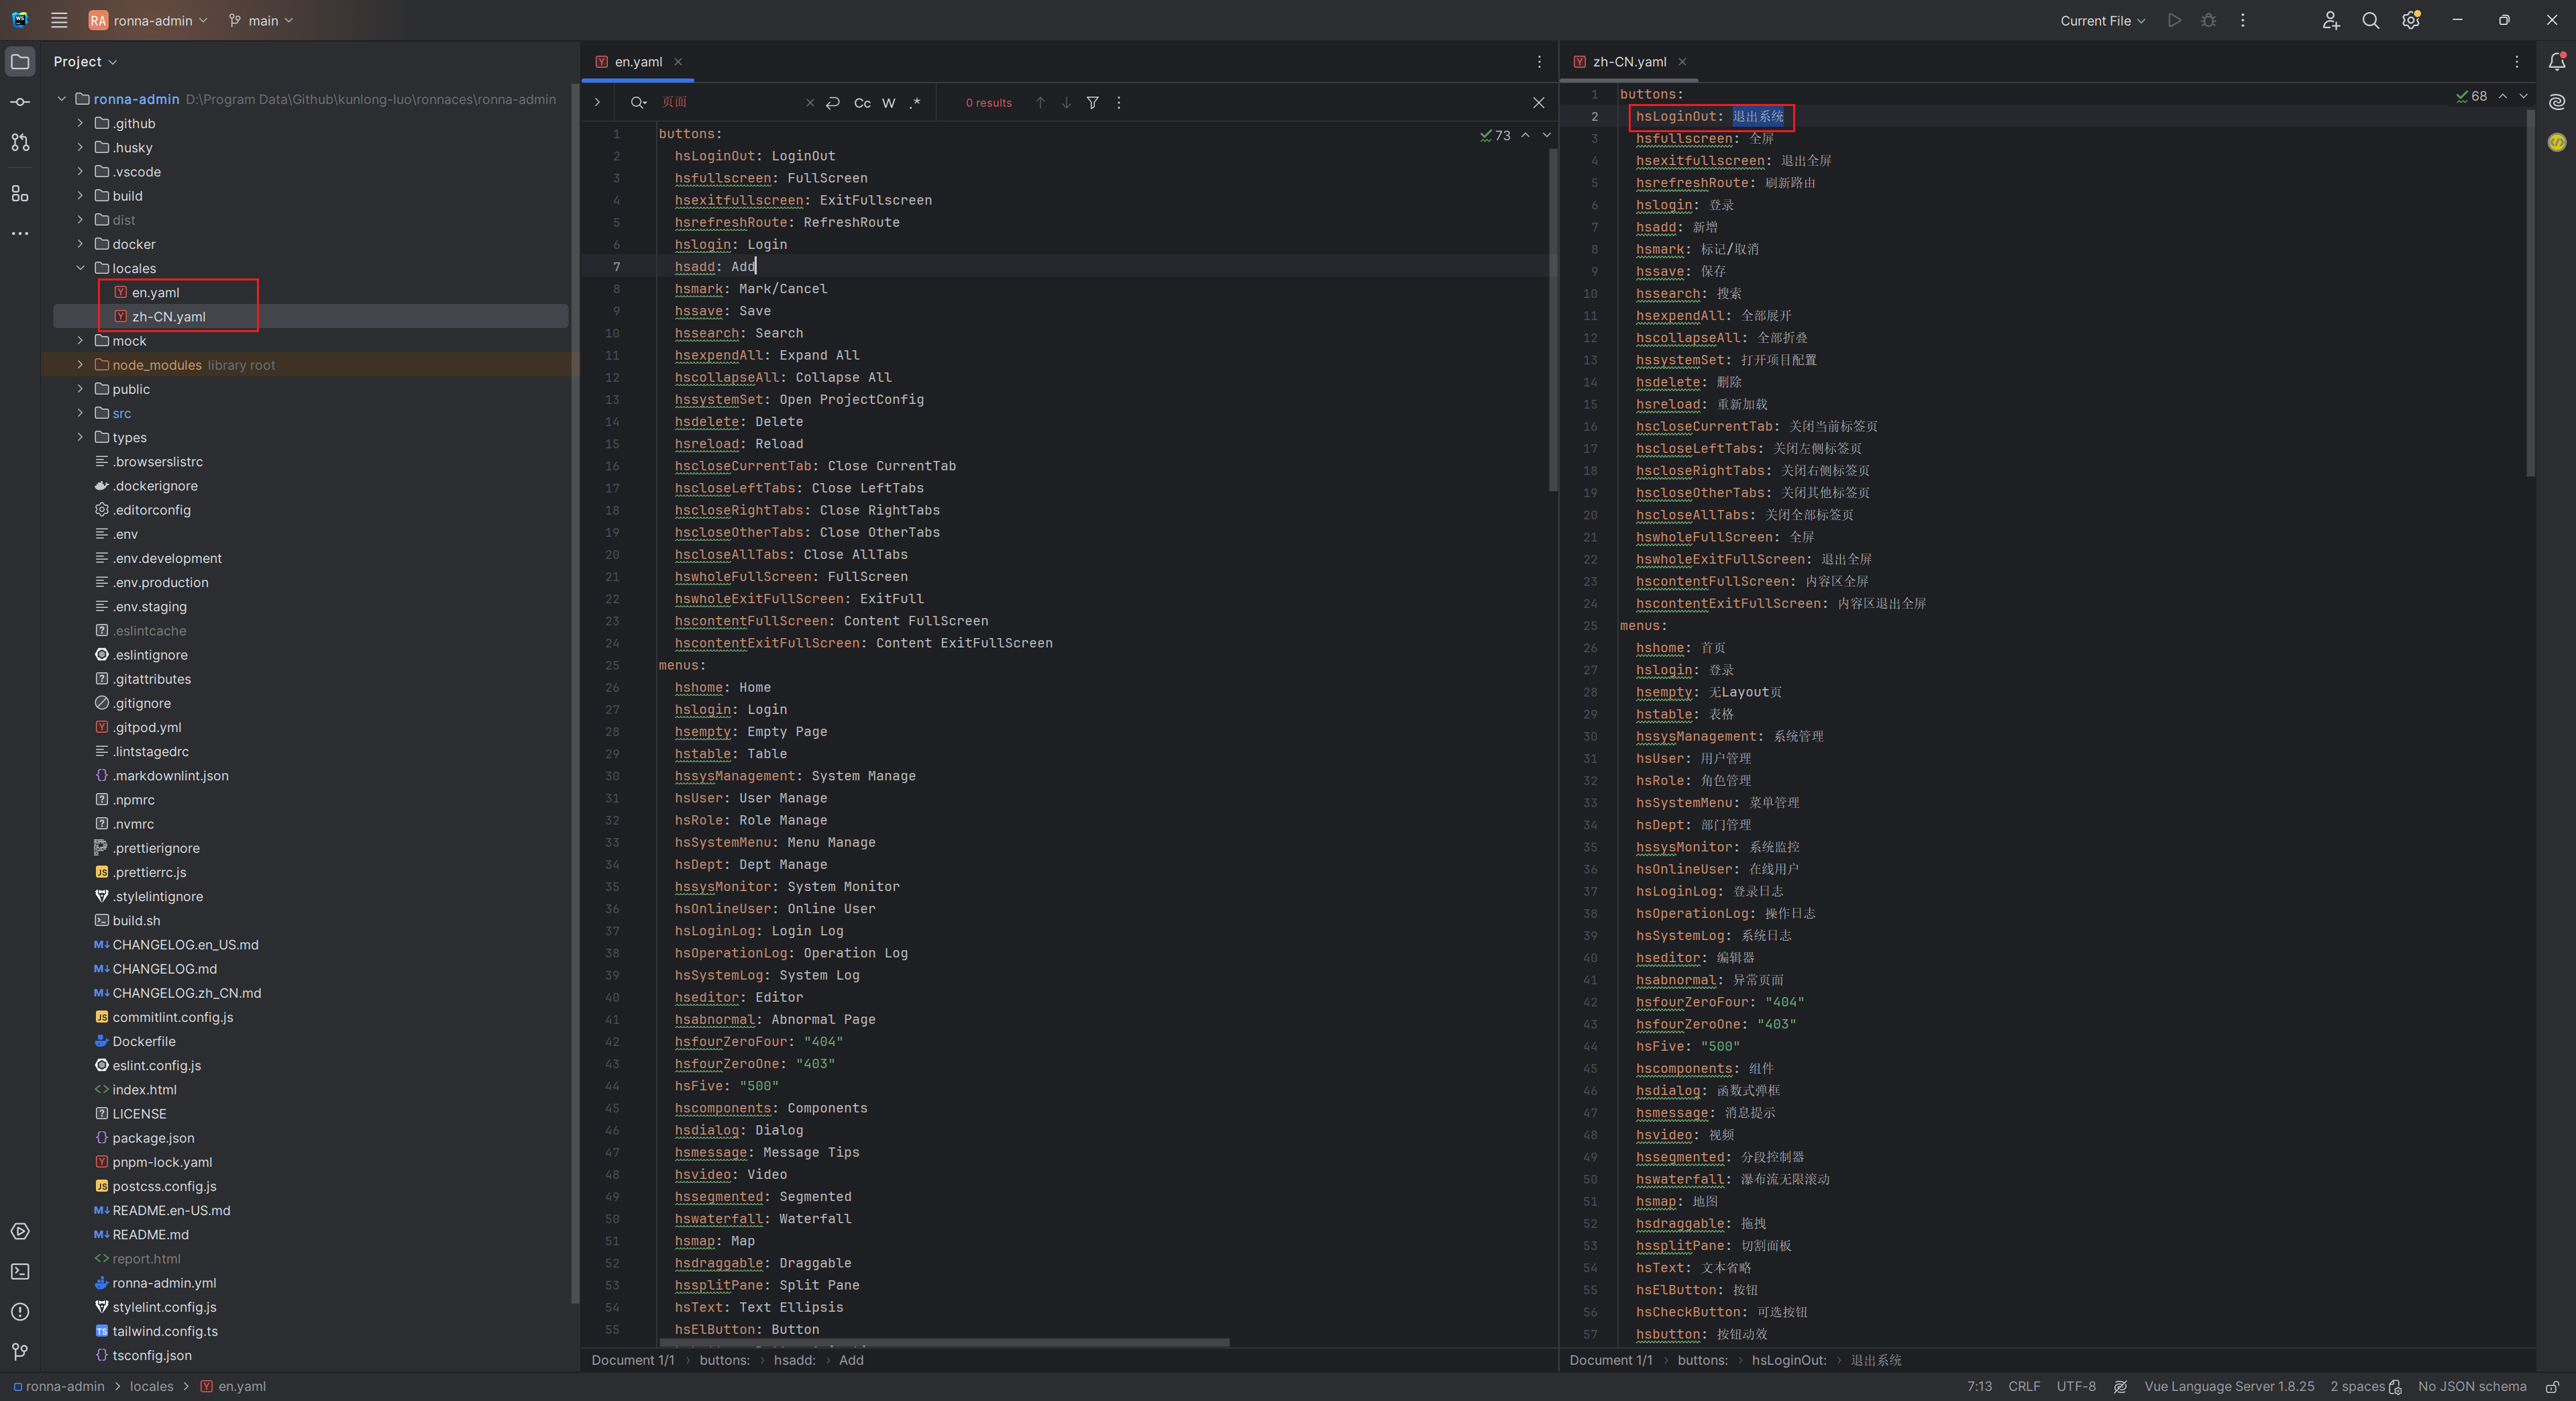 RA ronna-admin main Current File
Project
ronna-admin D:\Program Data\Github\kunlong-luo\ronnaces\ronna-admin
.github
.husky
.vscode
build
dist
docker
locales
en.yaml
zh-CN.yaml
mock
node_modules library root
public
src
types
.browserslistrc
.dockerignore
.editorconfig
.env
.env.development
.env.production
.env.staging
.eslintcache
.eslintignore
.gitattributes
.gitignore
.gitpod.yml
.lintstagedrc
.markdownlint.json
.npmrc
.nvmrc
.prettierignore
.prettierrc.js
.stylelintignore
build.sh
CHANGELOG.en_US.md
CHANGELOG.md
CHANGELOG.zh_CN.md
commitlint.config.js
Dockerfile
eslint.config.js
index.html
LICENSE
package.json
pnpm-lock.yaml
postcss.config.js
README.en-US.md
README.md
report.html
ronna-admin.yml
stylelint.config.js
tailwind.config.ts
tsconfig.json
en.yaml
页面 Cc W .* 0 results
73
1 buttons:
2 hsLoginOut: LoginOut
3 hsfullscreen: FullScreen
4 hsexitfullscreen: ExitFullscreen
5 hsrefreshRoute: RefreshRoute
6 hslogin: Login
7 hsadd: Add
8 hsmark: Mark/Cancel
9 hssave: Save
10 hssearch: Search
11 hsexpendAll: Expand All
12 hscollapseAll: Collapse All
13 hssystemSet: Open ProjectConfig
14 hsdelete: Delete
15 hsreload: Reload
16 hscloseCurrentTab: Close CurrentTab
17 hscloseLeftTabs: Close LeftTabs
18 hscloseRightTabs: Close RightTabs
19 hscloseOtherTabs: Close OtherTabs
20 hscloseAllTabs: Close AllTabs
21 hswholeFullScreen: FullScreen
22 hswholeExitFullScreen: ExitFull
23 hscontentFullScreen: Content FullScreen
24 hscontentExitFullScreen: Content ExitFullScreen
25 menus:
26 hshome: Home
27 hslogin: Login
28 hsempty: Empty Page
29 hstable: Table
30 hssysManagement: System Manage
31 hsUser: User Manage
32 hsRole: Role Manage
33 hsSystemMenu: Menu Manage
34 hsDept: Dept Manage
35 hssysMonitor: System Monitor
36 hsOnlineUser: Online User
37 hsLoginLog: Login Log
38 hsOperationLog: Operation Log
39 hsSystemLog: System Log
40 hseditor: Editor
41 hsabnormal: Abnormal Page
42 hsfourZeroFour: "404"
43 hsfourZeroOne: "403"
44 hsFive: "500"
45 hscomponents: Components
46 hsdialog: Dialog
47 hsmessage: Message Tips
48 hsvideo: Video
49 hssegmented: Segmented
50 hswaterfall: Waterfall
51 hsmap: Map
52 hsdraggable: Draggable
53 hssplitPane: Split Pane
54 hsText: Text Ellipsis
55 hsElButton: Button
Document 1/1 › buttons: › hsadd: › Add
zh-CN.yaml
68
1 buttons:
2 hsLoginOut: 退出系统
3 hsfullscreen: 全屏
4 hsexitfullscreen: 退出全屏
5 hsrefreshRoute: 刷新路由
6 hslogin: 登录
7 hsadd: 新增
8 hsmark: 标记/取消
9 hssave: 保存
10 hssearch: 搜索
11 hsexpendAll: 全部展开
12 hscollapseAll: 全部折叠
13 hssystemSet: 打开项目配置
14 hsdelete: 删除
15 hsreload: 重新加载
16 hscloseCurrentTab: 关闭当前标签页
17 hscloseLeftTabs: 关闭左侧标签页
18 hscloseRightTabs: 关闭右侧标签页
19 hscloseOtherTabs: 关闭其他标签页
20 hscloseAllTabs: 关闭全部标签页
21 hswholeFullScreen: 全屏
22 hswholeExitFullScreen: 退出全屏
23 hscontentFullScreen: 内容区全屏
24 hscontentExitFullScreen: 内容区退出全屏
25 menus:
26 hshome: 首页
27 hslogin: 登录
28 hsempty: 无Layout页
29 hstable: 表格
30 hssysManagement: 系统管理
31 hsUser: 用户管理
32 hsRole: 角色管理
33 hsSystemMenu: 菜单管理
34 hsDept: 部门管理
35 hssysMonitor: 系统监控
36 hsOnlineUser: 在线用户
37 hsLoginLog: 登录日志
38 hsOperationLog: 操作日志
39 hsSystemLog: 系统日志
40 hseditor: 编辑器
41 hsabnormal: 异常页面
42 hsfourZeroFour: "404"
43 hsfourZeroOne: "403"
44 hsFive: "500"
45 hscomponents: 组件
46 hsdialog: 函数式弹框
47 hsmessage: 消息提示
48 hsvideo: 视频
49 hssegmented: 分段控制器
50 hswaterfall: 瀑布流无限滚动
51 hsmap: 地图
52 hsdraggable: 拖拽
53 hssplitPane: 切割面板
54 hsText: 文本省略
55 hsElButton: 按钮
56 hsCheckButton: 可选按钮
57 hsbutton: 按钮动效
Document 1/1 › buttons: › hsLoginOut: › 退出系统
ronna-admin › locales › en.yaml 7:13 CRLF UTF-8 Vue Language Server 1.8.25 2 spaces No JSON schema